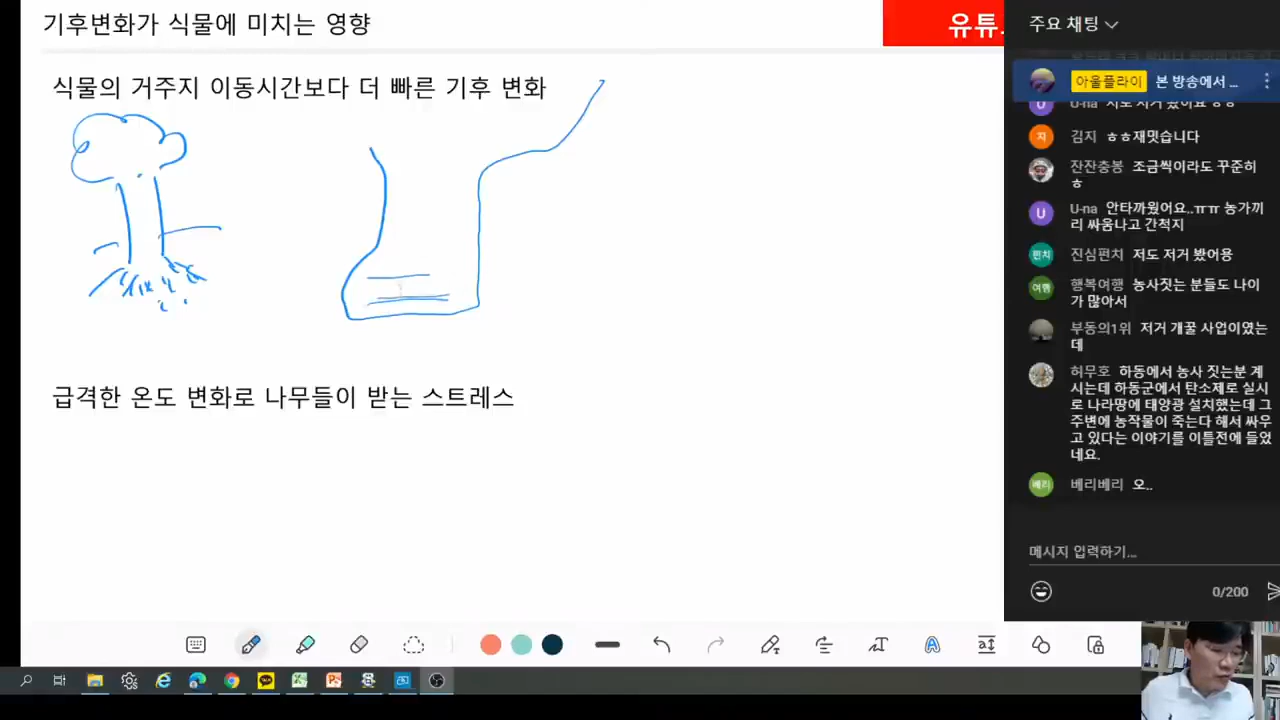 기후변화가 식물에 미치는 영향
유튜
식물의 거주지 이동시간보다 더 빠른 기후 변화
급격한 온도 변화로 나무들이 받는 스트레스
주요 채팅
아울플라이 본 방송에서 ...
U-na
김지 ㅎㅎ재밋습니다
잔잔충봉 조금씩이라도 꾸준히
ㅎ
U-na 안타까웠어요..ㅠㅠ 농가끼
리 싸움나고 간척지
진심펀치 저도 저거 봤어용
행복여행 농사짓는 분들도 나이
가 많아서
부동의1위 저거 개꿀 사업이였는
데
허무호 하동에서 농사 짓는분 계
시는데 하동군에서 탄소제로 실시
로 나라땅에 태양광 설치했는데 그
주변에 농작물이 죽는다 해서 싸우
고 있다는 이야기를 이틀전에 들었
네요.
베리베리 오..
메시지 입력하기...
0/200